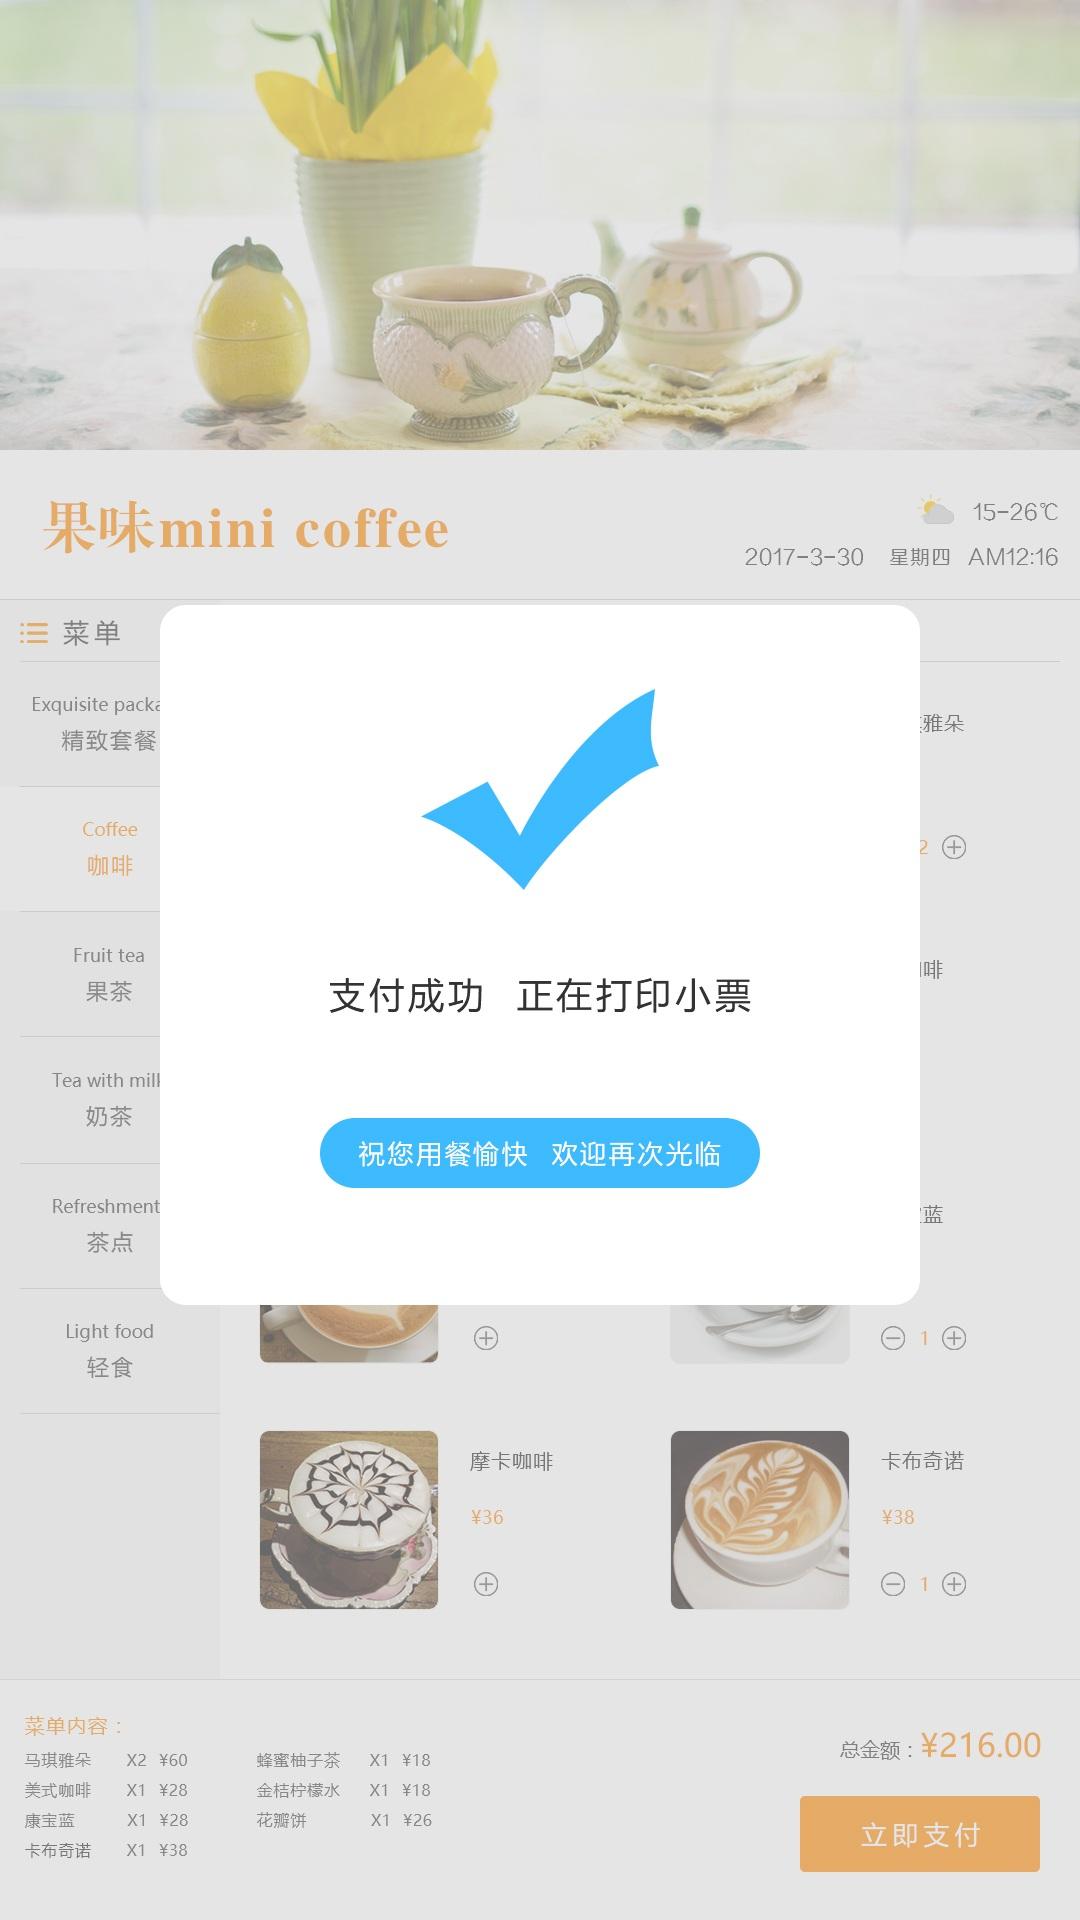 果味mini coffee
15-26℃
2017-3-30 星期四 AM12:16
菜单
Exquisite packa
精致套餐
雅朵
Coffee
咖啡
2
啡
Fruit tea
果茶
Tea with milk
奶茶
支付成功 正在打印小票
祝您用餐愉快 欢迎再次光临
Refreshment
茶点
蓝
Light food
轻食
1
摩卡咖啡
¥36
卡布奇诺
¥38
1
菜单内容：
马琪雅朵 X2 ¥60 蜂蜜柚子茶 X1 ¥18
美式咖啡 X1 ¥28 金桔柠檬水 X1 ¥18
康宝蓝 X1 ¥28 花瓣饼 X1 ¥26
卡布奇诺 X1 ¥38
总金额：¥216.00
立即支付